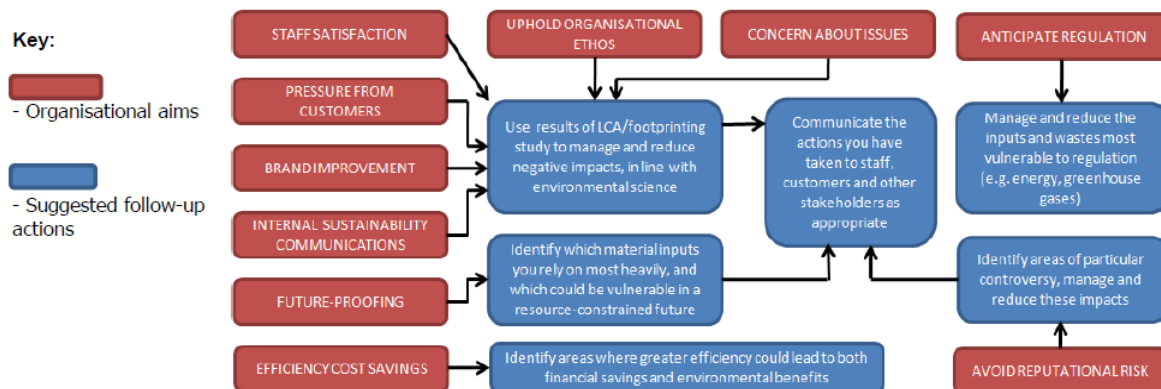 Key:
- Organisational aims
- Suggested follow-up
actions
STAFF SATISFACTION
UPHOLD ORGANISATIONAL
ETHOS
CONCERN ABOUT ISSUES
ANTICIPATE REGULATION
PRESSURE FROM
CUSTOMERS
BRAND IMPROVEMENT
INTERNAL SUSTAINABILITY
COMMUNICATIONS
FUTURE-PROOFING
EFFICIENCY COST SAVINGS
Use results of LCA/footprinting
study to manage and reduce
negative impacts, in line with
environmental science
Identify which material inputs
you rely on most heavily, and
which could be vulnerable in a
resource-constrained future
Identify areas where greater efficiency could lead to both
financial savings and environmental benefits
Communicate the
actions you have
taken to staff,
customers and other
stakeholders as
appropriate
Manage and reduce the
inputs and wastes most
vulnerable to regulation
(e.g. energy, greenhouse
gases)
Identify areas of particular
controversy, manage and
reduce these impacts
AVOID REPUTATIONAL RISK